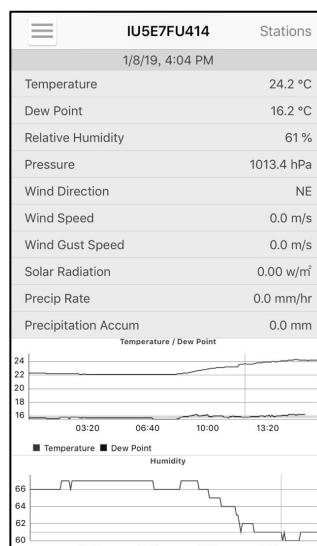 IU5E7FU414 Stations
1/8/19, 4:04 PM
Temperature 24.2 °C
Dew Point 16.2 °C
Relative Humidity 61 %
Pressure 1013.4 hPa
Wind Direction NE
Wind Speed 0.0 m/s
Wind Gust Speed 0.0 m/s
Solar Radiation 0.00 w/m²
Precip Rate 0.0 mm/hr
Precipitation Accum 0.0 mm
Temperature / Dew Point
24
22
20
18
16
03:20 06:40 10:00 13:20
Temperature Dew Point
Humidity
66
64
62
60